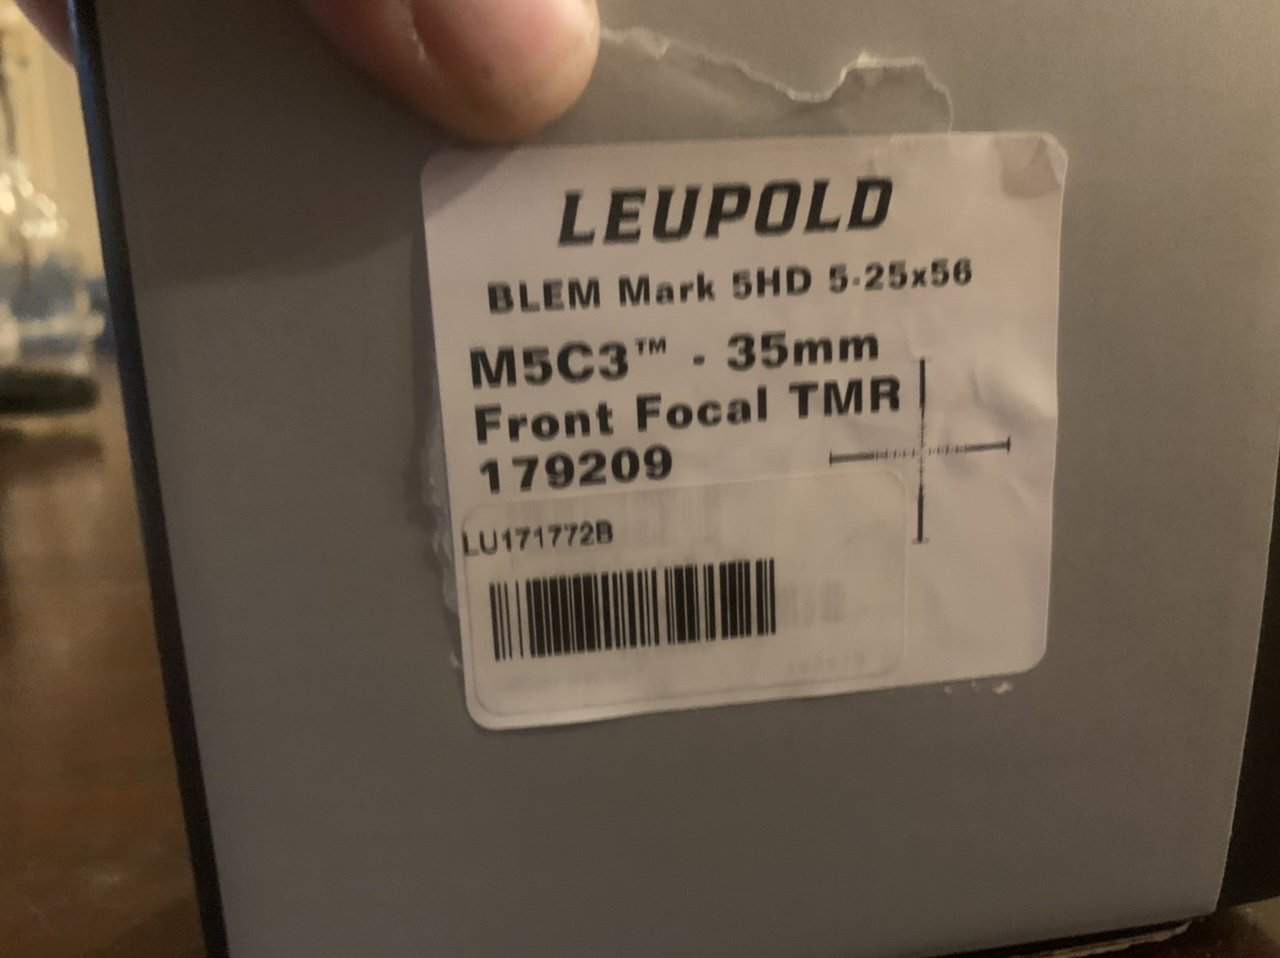 LEUPOLD
BLEM Mark 5HD 5-25x56
M5C3™ - 35mm
Front Focal TMR
179209
LU171772B